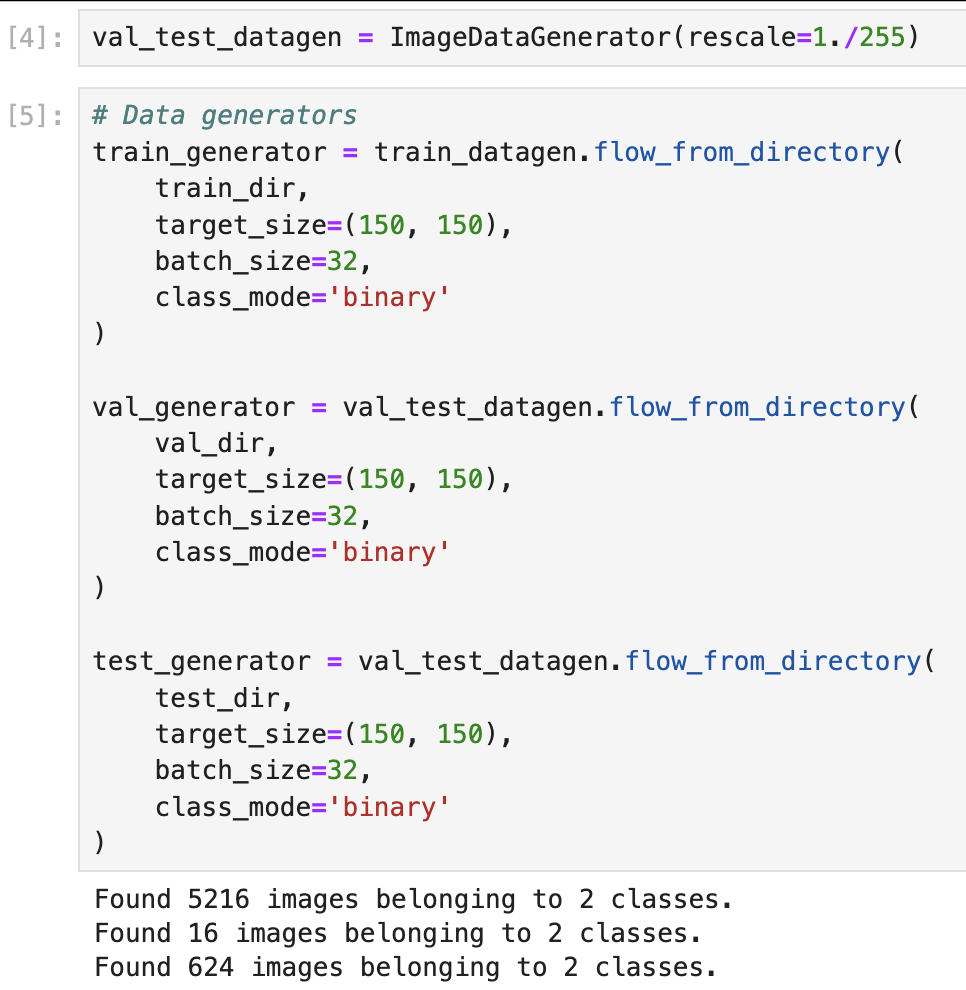 [4]: val_test_datagen = ImageDataGenerator(rescale=1./255)
[5]: # Data generators
train_generator = train_datagen.flow_from_directory(
    train_dir,
    target_size=(150, 150),
    batch_size=32,
    class_mode='binary'
)

val_generator = val_test_datagen.flow_from_directory(
    val_dir,
    target_size=(150, 150),
    batch_size=32,
    class_mode='binary'
)

test_generator = val_test_datagen.flow_from_directory(
    test_dir,
    target_size=(150, 150),
    batch_size=32,
    class_mode='binary'
)
Found 5216 images belonging to 2 classes.
Found 16 images belonging to 2 classes.
Found 624 images belonging to 2 classes.